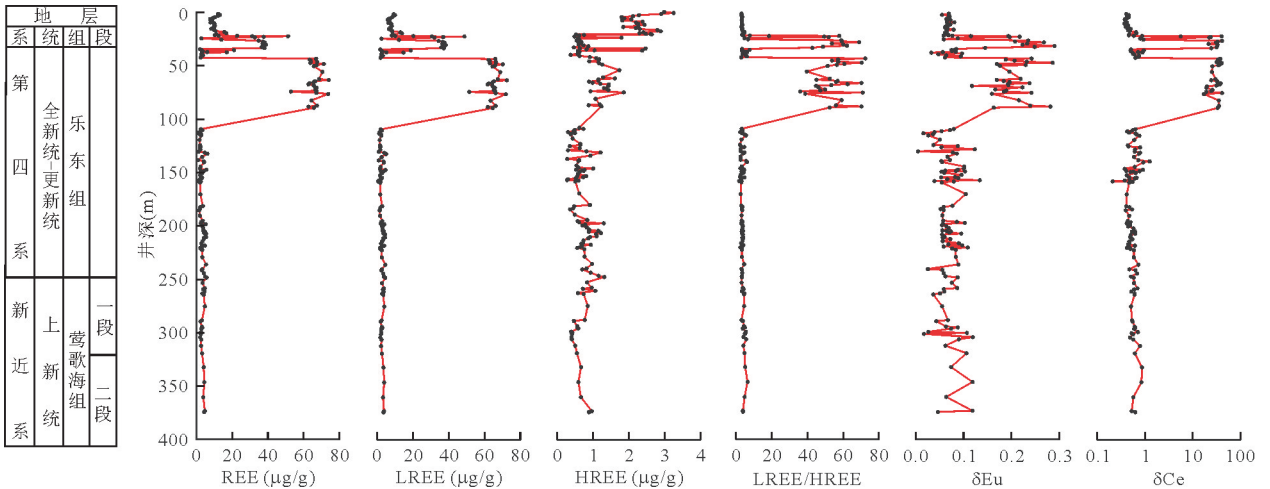 地 层
系 统 组 段
第四系
全新统–更新统
乐东组
新近系
上新统
莺歌海组
一段
二段
井深(m)
0
50
100
150
200
250
300
350
400
0 20 40 60 80
REE (μg/g)
0 20 40 60 80
LREE (μg/g)
0 1 2 3 4
HREE (μg/g)
0 20 40 60 80
LREE/HREE
0.0 0.1 0.2 0.3
δEu
0.1 1 10 100
δCe